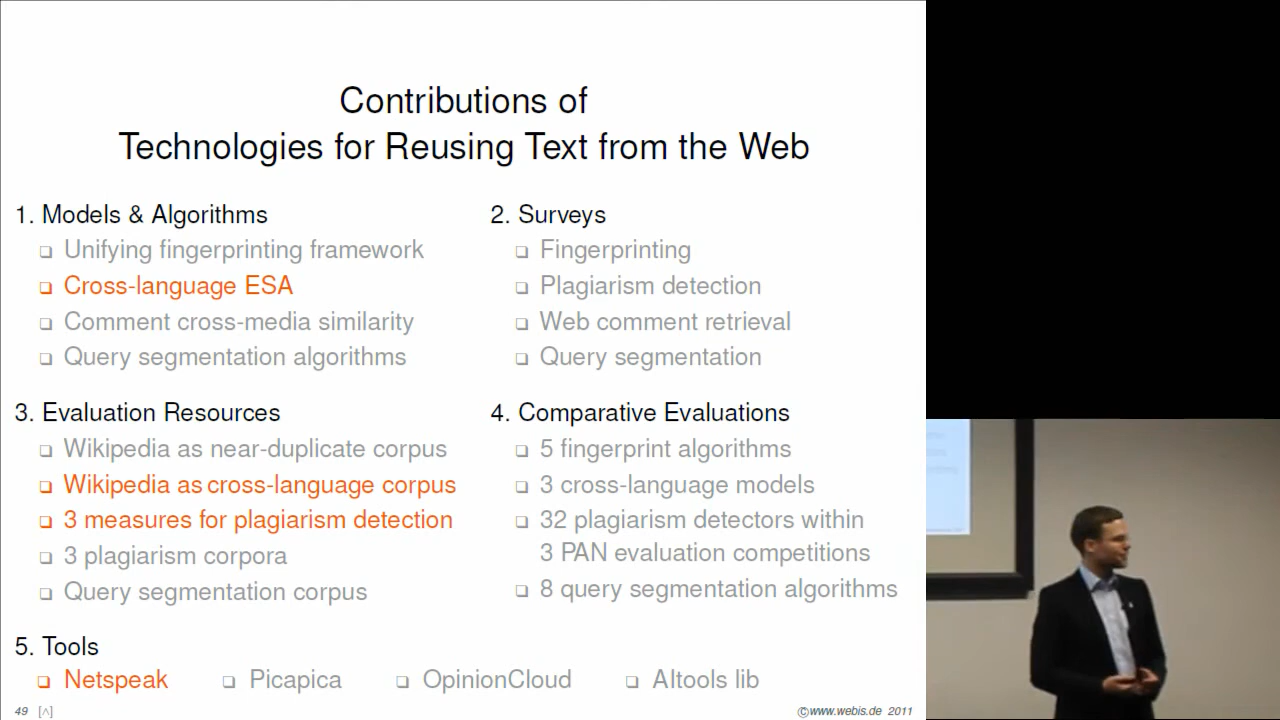 Contributions of
Technologies for Reusing Text from the Web
1. Models & Algorithms
❏ Unifying fingerprinting framework
❏ Cross-language ESA
❏ Comment cross-media similarity
❏ Query segmentation algorithms
2. Surveys
❏ Fingerprinting
❏ Plagiarism detection
❏ Web comment retrieval
❏ Query segmentation
3. Evaluation Resources
❏ Wikipedia as near-duplicate corpus
❏ Wikipedia as cross-language corpus
❏ 3 measures for plagiarism detection
❏ 3 plagiarism corpora
❏ Query segmentation corpus
4. Comparative Evaluations
❏ 5 fingerprint algorithms
❏ 3 cross-language models
❏ 32 plagiarism detectors within
3 PAN evaluation competitions
❏ 8 query segmentation algorithms
5. Tools
❏ Netspeak ❏ Picapica ❏ OpinionCloud ❏ AItools lib
49 [∧] ©www.webis.de 2011